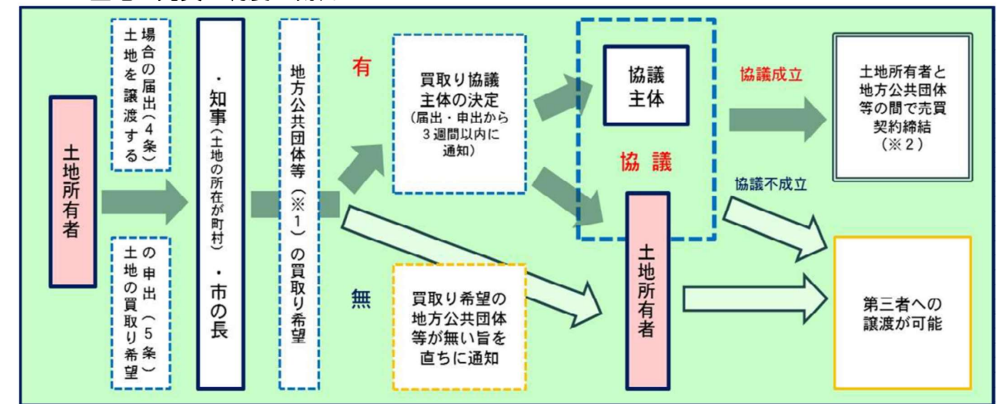 土地所有者
土地を譲渡する
場合の届出(4条)
土地の買取り希望
の申出(5条)
・知事(土地の所在が町村)・市の長
地方公共団体等(※1)の買取り希望
有
無
買取り協議
主体の決定
(届出・申出から
3週間以内に
通知)
買取り希望の
地方公共団体
等が無い旨を
直ちに通知
協議
主体
協議
土地所有者
協議成立
協議不成立
土地所有者と
地方公共団体
等の間で売買
契約締結
(※2)
第三者への
譲渡が可能